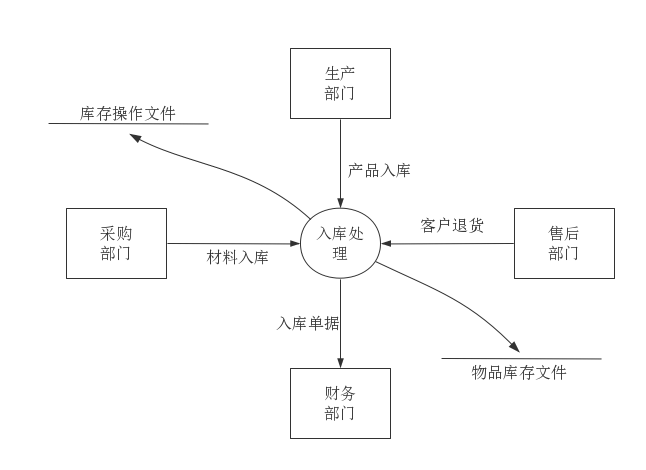 生产
部门
库存操作文件
产品入库
采购
部门
材料入库
入库处
理
客户退货
售后
部门
入库单据
物品库存文件
财务
部门